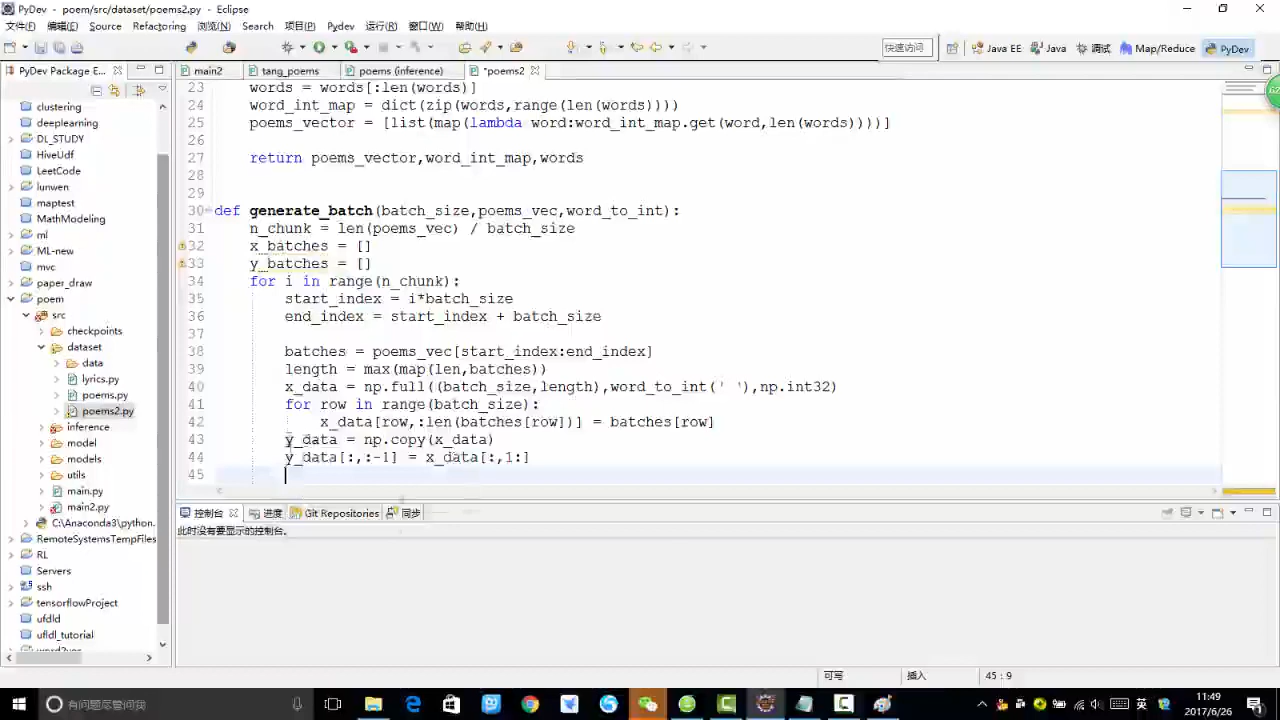 PyDev - poem/src/dataset/poems2.py - Eclipse
文件(F) 编辑(E) Source Refactoring 浏览(N) Search 项目(P) Pydev 运行(R) 窗口(W) 帮助(H)
快速访问 Java EE Java 调试 Map/Reduce PyDev
PyDev Package E...
main2 tang_poems poems (inference) *poems2
clustering
deeplearning
DL_STUDY
HiveUdf
LeetCode
lunwen
maptest
MathModeling
ml
ML-new
mvc
paper_draw
poem
src
checkpoints
dataset
data
lyrics.py
poems.py
poems2.py
inference
model
models
utils
main.py
main2.py
C:\Anaconda3\python.
RemoteSystemsTempFiles
RL
Servers
ssh
tensorflowProject
ufdld
ufldl_tutorial
23 words = words[:len(words)]
24 word_int_map = dict(zip(words,range(len(words))))
25 poems_vector = [list(map(lambda word:word_int_map.get(word,len(words))))]
26
27 return poems_vector,word_int_map,words
28
29
30 def generate_batch(batch_size,poems_vec,word_to_int):
31 n_chunk = len(poems_vec) / batch_size
32 x_batches = []
33 y_batches = []
34 for i in range(n_chunk):
35 start_index = i*batch_size
36 end_index = start_index + batch_size
37
38 batches = poems_vec[start_index:end_index]
39 length = max(map(len,batches))
40 x_data = np.full((batch_size,length),word_to_int(' '),np.int32)
41 for row in range(batch_size):
42 x_data[row,:len(batches[row])] = batches[row]
43 y_data = np.copy(x_data)
44 y_data[:,:-1] = x_data[:,1:]
45
控制台 进度 Git Repositories 同步
此时没有要显示的控制台。
可写 插入 45 : 9
有问题尽管问我
英
11:49
2017/6/26
62